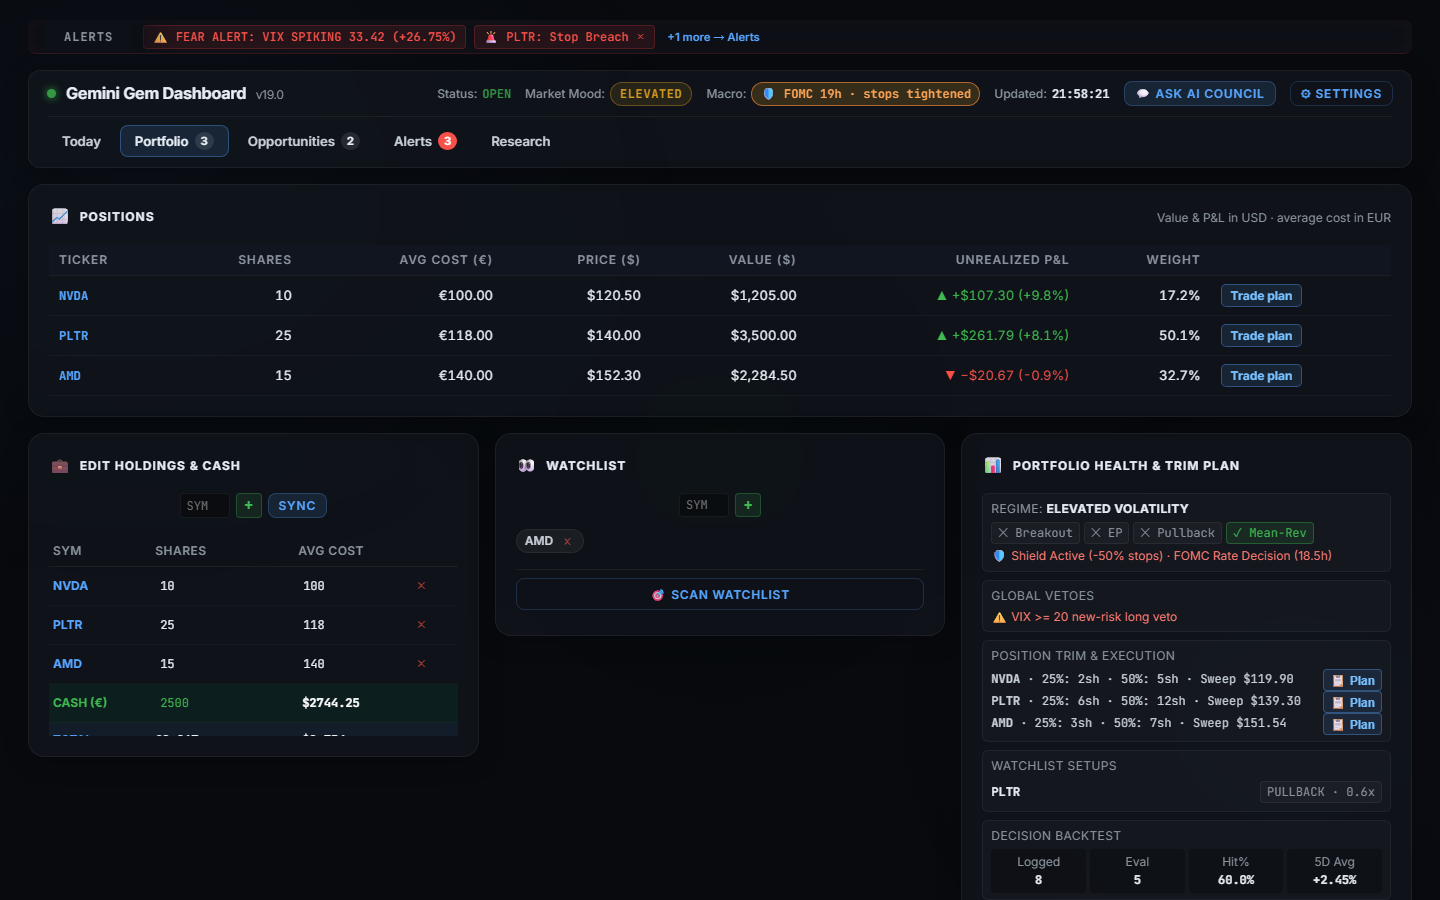 ALERTS
⚠️ FEAR ALERT: VIX SPIKING 33.42 (+26.75%)
🚨 PLTR: Stop Breach ×
+1 more → Alerts
Gemini Gem Dashboard v19.0
Status: OPEN
Market Mood: ELEVATED
Macro: 🛡️ FOMC 19h · stops tightened
Updated: 21:58:21
💬 ASK AI COUNCIL
⚙ SETTINGS
Today
Portfolio 3
Opportunities 2
Alerts 3
Research
📈 POSITIONS
Value & P&L in USD · average cost in EUR
TICKER SHARES AVG COST (€) PRICE ($) VALUE ($) UNREALIZED P&L WEIGHT
NVDA 10 €100.00 $120.50 $1,205.00 ▲ +$107.30 (+9.8%) 17.2% Trade plan
PLTR 25 €118.00 $140.00 $3,500.00 ▲ +$261.79 (+8.1%) 50.1% Trade plan
AMD 15 €140.00 $152.30 $2,284.50 ▼ −$20.67 (-0.9%) 32.7% Trade plan
💼 EDIT HOLDINGS & CASH
SYM + SYNC
SYM SHARES AVG COST
NVDA 10 100 ×
PLTR 25 118 ×
AMD 15 140 ×
CASH (€) 2500 $2744.25
👀 WATCHLIST
SYM +
AMD x
🎯 SCAN WATCHLIST
📊 PORTFOLIO HEALTH & TRIM PLAN
REGIME: ELEVATED VOLATILITY
╳ Breakout ╳ EP ╳ Pullback ✓ Mean-Rev
🛡️ Shield Active (-50% stops) · FOMC Rate Decision (18.5h)
GLOBAL VETOES
⚠️ VIX >= 20 new-risk long veto
POSITION TRIM & EXECUTION
NVDA · 25%: 2sh · 50%: 5sh · Sweep $119.90 📋 Plan
PLTR · 25%: 6sh · 50%: 12sh · Sweep $139.30 📋 Plan
AMD · 25%: 3sh · 50%: 7sh · Sweep $151.54 📋 Plan
WATCHLIST SETUPS
PLTR PULLBACK · 0.6x
DECISION BACKTEST
Logged Eval Hit% 5D Avg
8 5 60.0% +2.45%